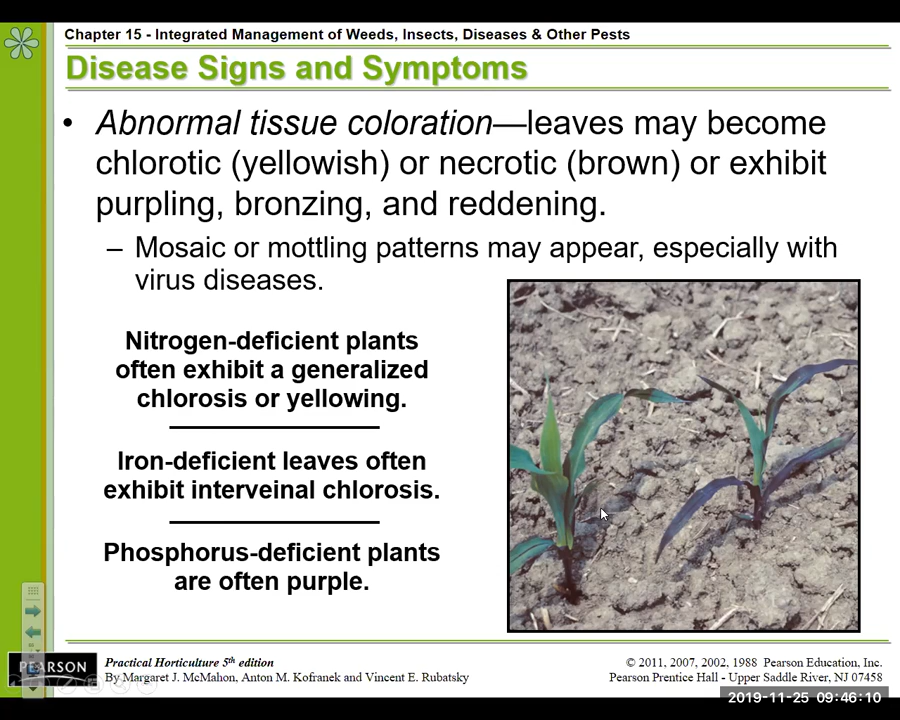 Chapter 15 - Integrated Management of Weeds, Insects, Diseases & Other Pests
Disease Signs and Symptoms
• Abnormal tissue coloration—leaves may become
chlorotic (yellowish) or necrotic (brown) or exhibit
purpling, bronzing, and reddening.
– Mosaic or mottling patterns may appear, especially with
virus diseases.
Nitrogen-deficient plants
often exhibit a generalized
chlorosis or yellowing.
Iron-deficient leaves often
exhibit interveinal chlorosis.
Phosphorus-deficient plants
are often purple.
PEARSON
Practical Horticulture 5th edition
By Margaret J. McMahon, Anton M. Kofranek and Vincent E. Rubatsky
© 2011, 2007, 2002, 1988 Pearson Education, Inc.
Pearson Prentice Hall - Upper Saddle River, NJ 07458
2019-11-25 09:46:10